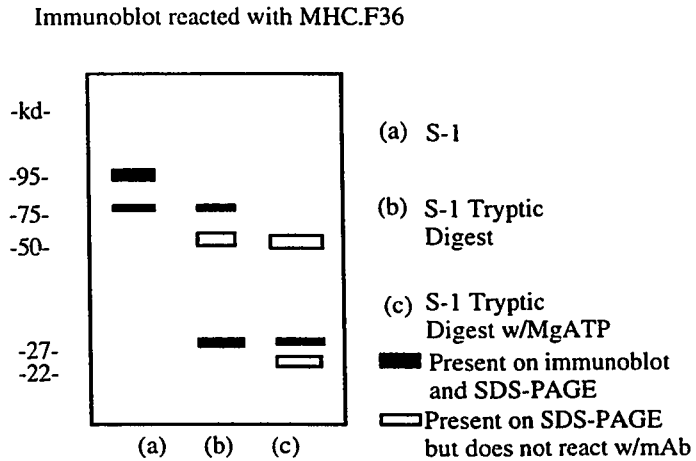 Immunoblot reacted with MHC.F36
-kd-
-95-
-75-
-50-
-27-
-22-
(a) (b) (c)
(a) S-1
(b) S-1 Tryptic
Digest
(c) S-1 Tryptic
Digest w/MgATP
Present on immunoblot
and SDS-PAGE
Present on SDS-PAGE
but does not react w/mAb